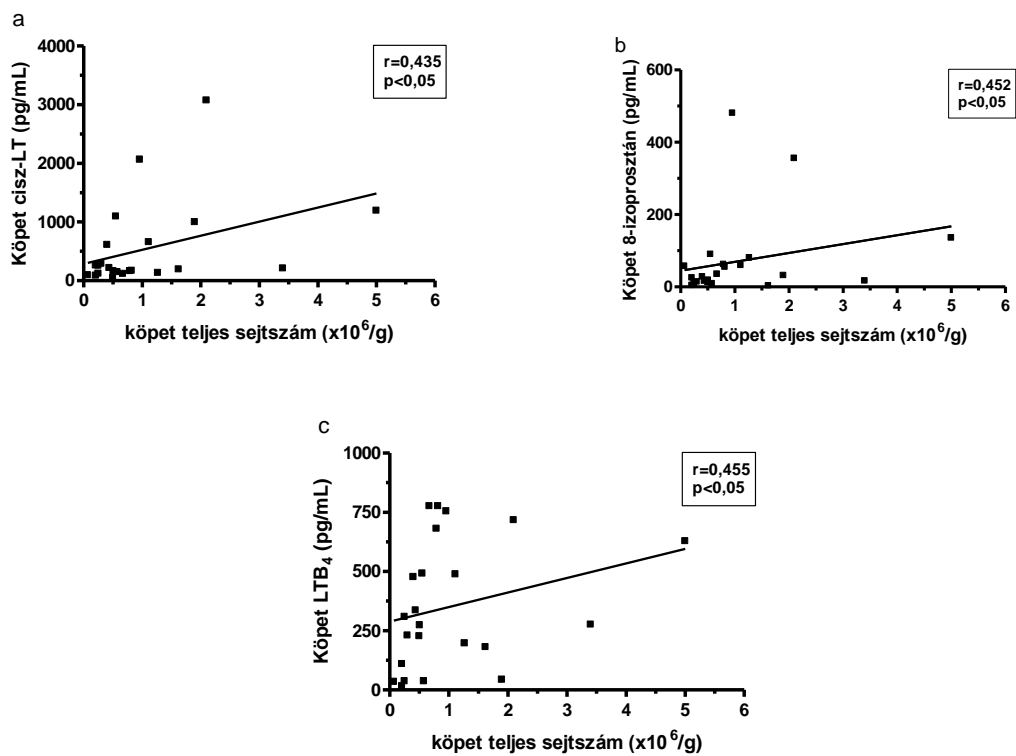 a
4000
3000
2000
1000
0
Köpet cisz-LT (pg/mL)
r=0,435
p<0,05
0 1 2 3 4 5 6
köpet teljes sejtszám (x10⁶/g)
b
600
400
200
0
Köpet 8-izoprosztán (pg/mL)
r=0,452
p<0,05
0 1 2 3 4 5 6
köpet teljes sejtszám (x10⁶/g)
c
1000
750
500
250
0
Köpet LTB₄ (pg/mL)
r=0,455
p<0,05
0 1 2 3 4 5 6
köpet teljes sejtszám (x10⁶/g)